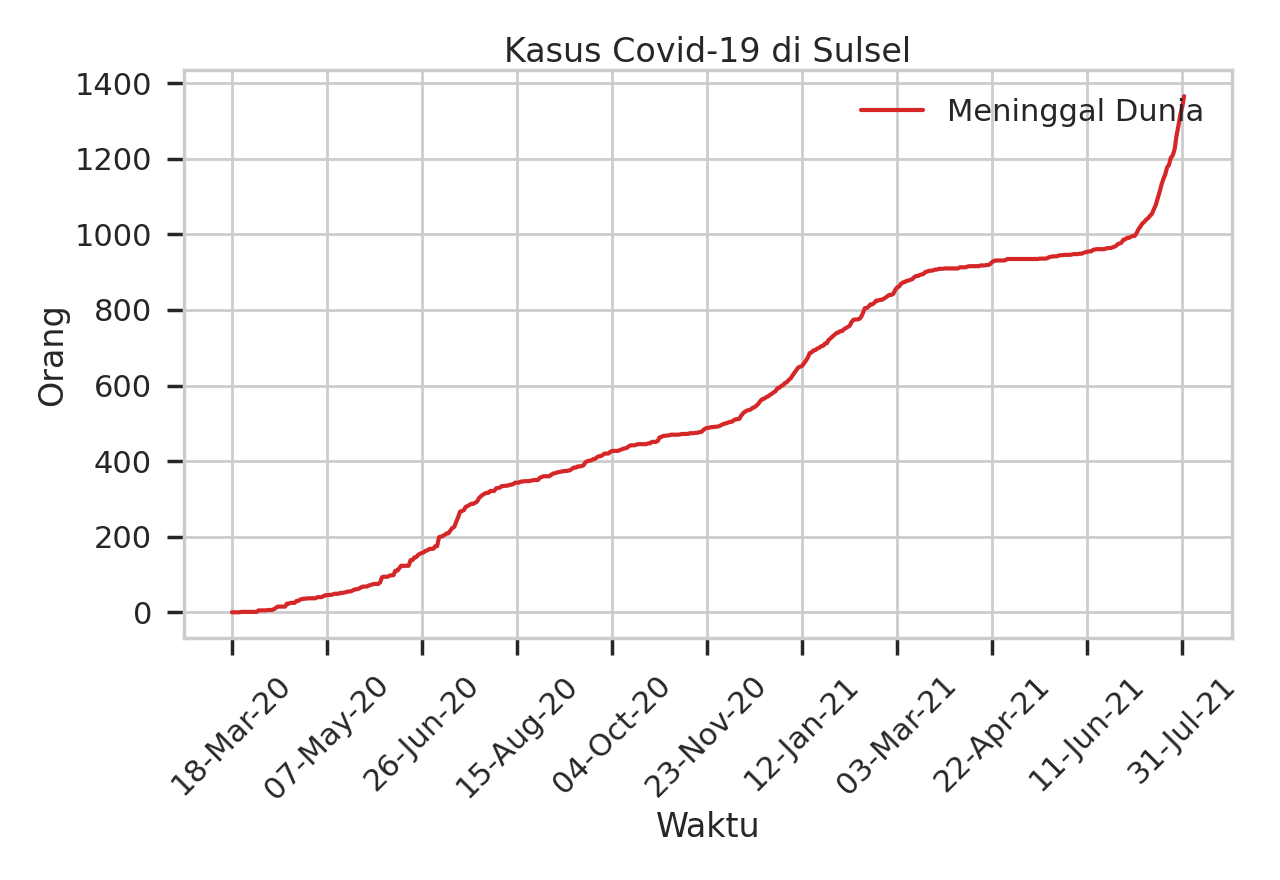 Kasus Covid-19 di Sulsel
Meninggal Dunia
Orang
1400
1200
1000
800
600
400
200
0
18-Mar-20
07-May-20
26-Jun-20
15-Aug-20
04-Oct-20
23-Nov-20
12-Jan-21
03-Mar-21
22-Apr-21
11-Jun-21
31-Jul-21
Waktu